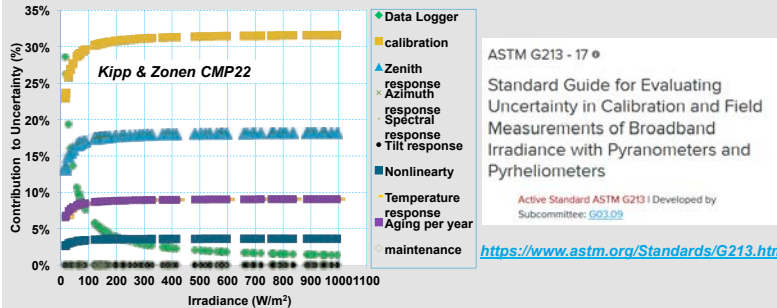 35%
30%
25%
20%
15%
10%
5%
0%
Contribution to Uncertainty (%)
Kipp & Zonen CMP22
0 100 200 300 400 500 600 700 800 900 10001100
Irradiance (W/m²)
Data Logger
calibration
Zenith
response
Azimuth
response
Spectral
response
Tilt response
Nonlinearty
Temperature
response
Aging per year
maintenance
ASTM G213 - 17
Standard Guide for Evaluating
Uncertainty in Calibration and Field
Measurements of Broadband
Irradiance with Pyranometers and
Pyrheliometers
Active Standard ASTM G213 | Developed by
Subcommittee: G03.09
https://www.astm.org/Standards/G213.htm